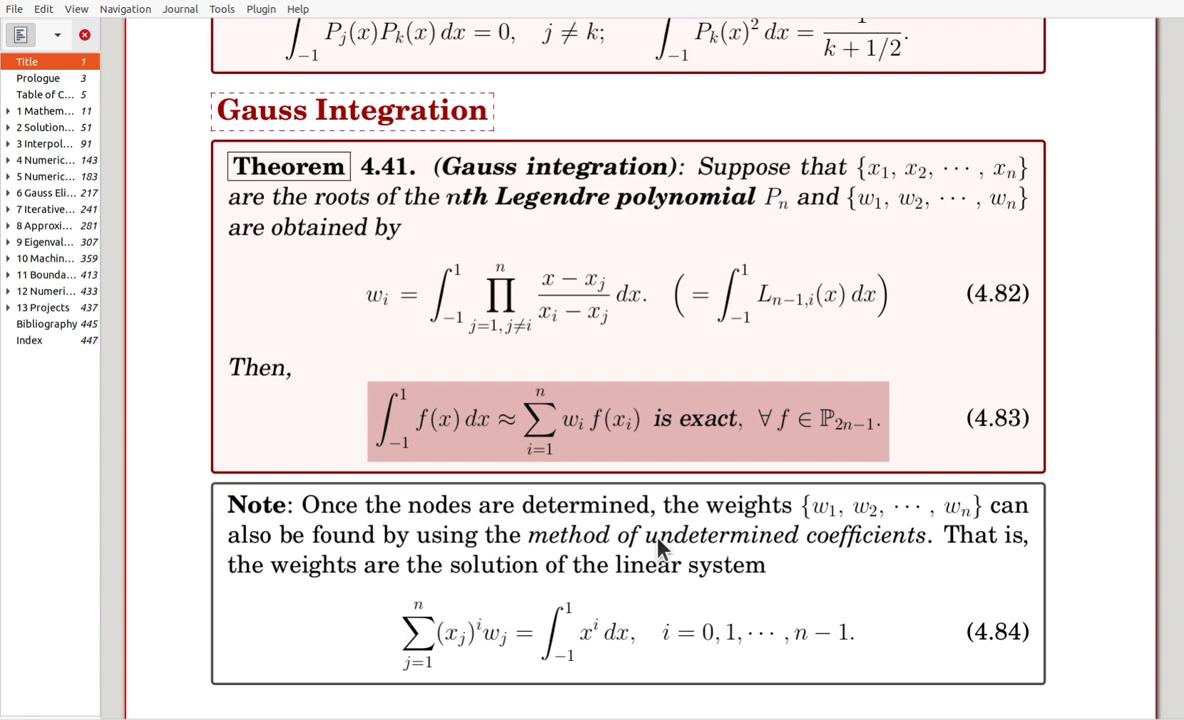 File Edit View Navigation Journal Tools Plugin Help
Title 1
Prologue 3
Table of C... 5
1 Mathem... 11
2 Solution... 51
3 Interpol... 91
4 Numeric... 143
5 Numeric... 183
6 Gauss Eli... 217
7 Iterative... 241
8 Approxi... 281
9 Eigenval... 307
10 Machin... 359
11 Bounda... 413
12 Numeri... 433
13 Projects 437
Bibliography 445
Index 447
∫_{−1} P_j(x)P_k(x) dx = 0, j ≠ k; ∫_{−1} P_k(x)^2 dx = 1/(k + 1/2).
Gauss Integration
Theorem 4.41. (Gauss integration): Suppose that {x_1, x_2, ⋯ , x_n}
are the roots of the nth Legendre polynomial P_n and {w_1, w_2, ⋯ , w_n}
are obtained by
w_i = ∫_{−1}^{1} ∏_{j=1, j≠i}^{n} (x − x_j)/(x_i − x_j) dx. (= ∫_{−1}^{1} L_{n−1,i}(x) dx) (4.82)
Then,
∫_{−1}^{1} f(x) dx ≈ ∑_{i=1}^{n} w_i f(x_i) is exact, ∀ f ∈ ℙ_{2n−1}. (4.83)
Note: Once the nodes are determined, the weights {w_1, w_2, ⋯ , w_n} can
also be found by using the method of undetermined coefficients. That is,
the weights are the solution of the linear system
∑_{j=1}^{n} (x_j)^i w_j = ∫_{−1}^{1} x^i dx, i = 0, 1, ⋯ , n − 1. (4.84)